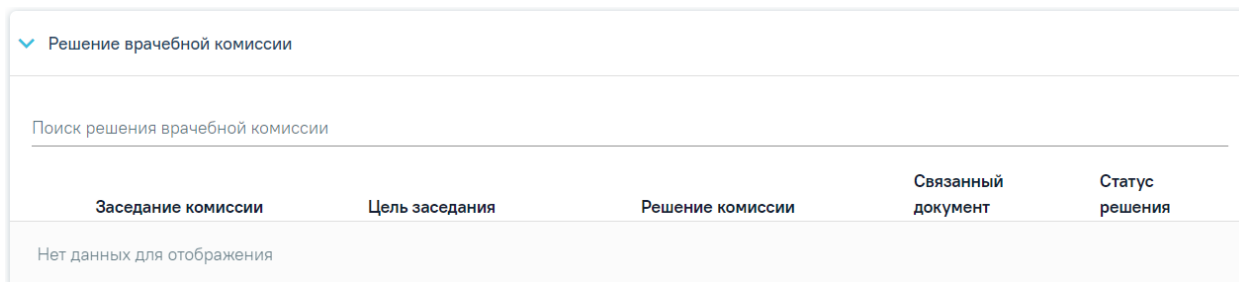 Решение врачебной комиссии
Поиск решения врачебной комиссии
Заседание комиссии Цель заседания Решение комиссии Связанный документ Статус решения
Нет данных для отображения